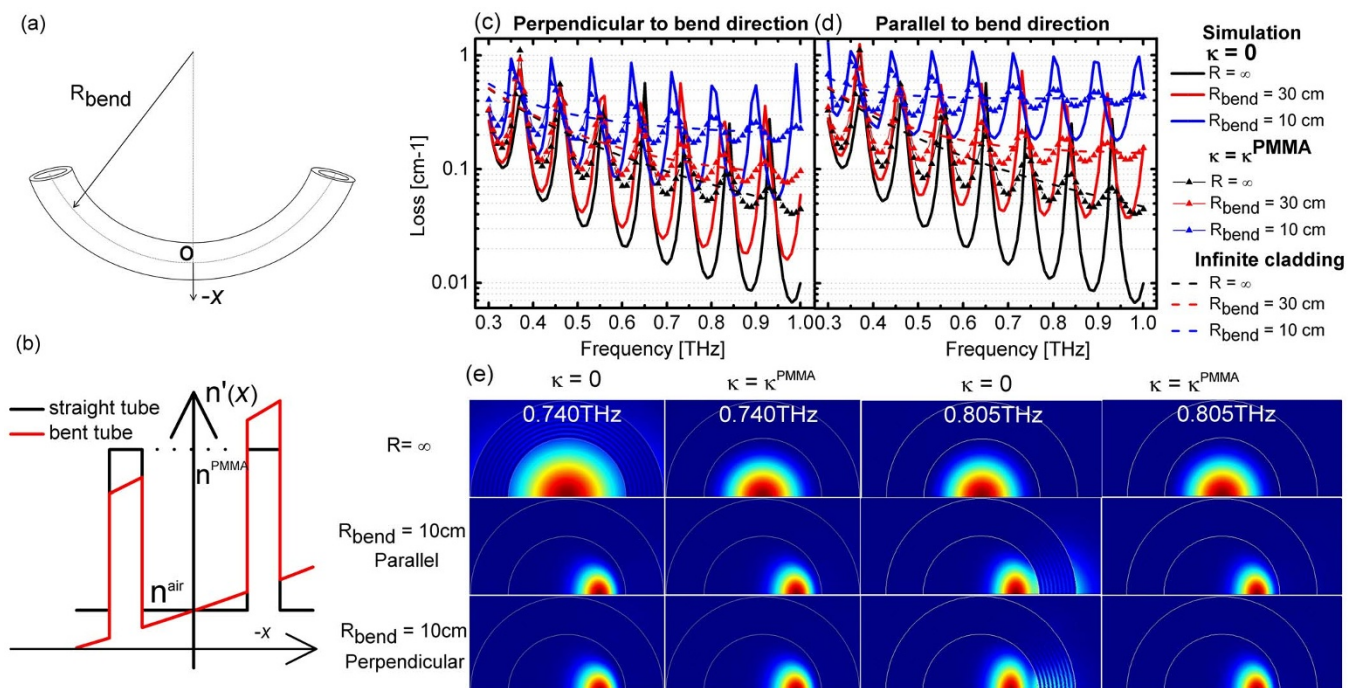 (a)
R_bend
O
-x
(b)
n'(x)
straight tube
bent tube
n^PMMA
n^air
-x
(c) Perpendicular to bend direction
(d) Parallel to bend direction
Loss [cm-1]
1
0.1
0.01
0.3 0.4 0.5 0.6 0.7 0.8 0.9 1.0
0.3 0.4 0.5 0.6 0.7 0.8 0.9 1.0
Frequency [THz]
Frequency [THz]
Simulation
κ = 0
R = ∞
R_bend = 30 cm
R_bend = 10 cm
κ = κ^PMMA
R = ∞
R_bend = 30 cm
R_bend = 10 cm
Infinite cladding
R = ∞
R_bend = 30 cm
R_bend = 10 cm
(e)
κ = 0
κ = κ^PMMA
κ = 0
κ = κ^PMMA
0.740THz
0.740THz
0.805THz
0.805THz
R= ∞
R_bend = 10cm
Parallel
R_bend = 10cm
Perpendicular